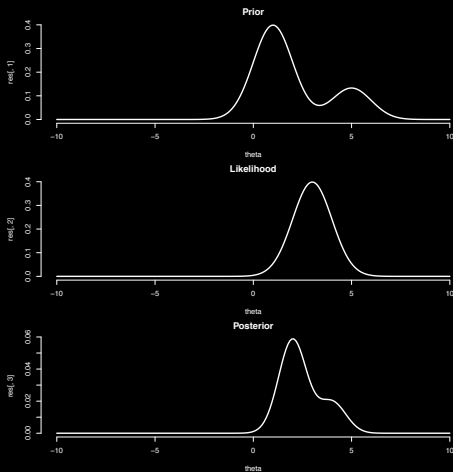 Prior
res[, 1]
0.0 0.1 0.2 0.3 0.4
−10 −5 0 5 10
theta
Likelihood
res[, 2]
0.0 0.1 0.2 0.3 0.4
−10 −5 0 5 10
theta
Posterior
res[, 3]
0.00 0.02 0.04 0.06
−10 −5 0 5 10
theta